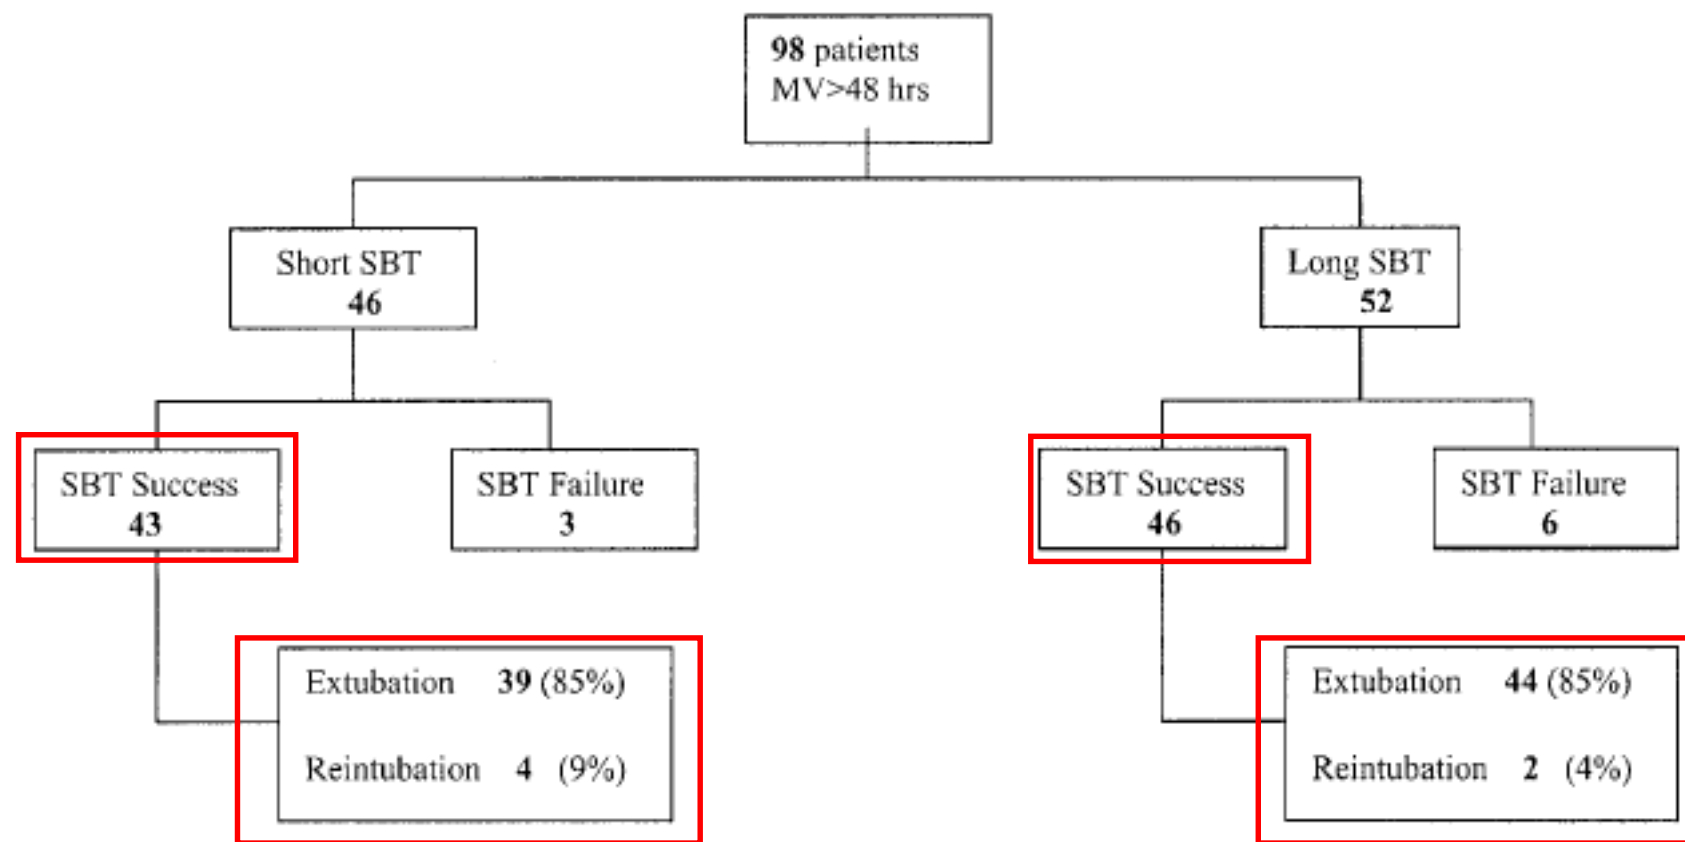 98 patients
MV>48 hrs
Short SBT
46
Long SBT
52
SBT Success
43
SBT Failure
3
SBT Success
46
SBT Failure
6
Extubation 39 (85%)
Reintubation 4 (9%)
Extubation 44 (85%)
Reintubation 2 (4%)